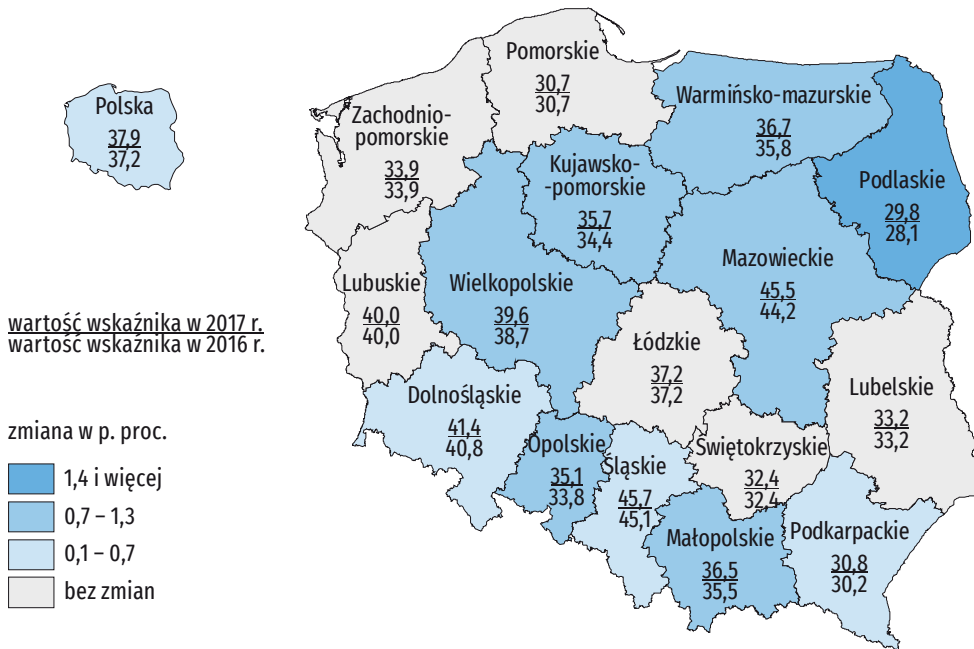 Polska
37,9
37,2
wartość wskaźnika w 2017 r.
wartość wskaźnika w 2016 r.
zmiana w p. proc.
1,4 i więcej
0,7 – 1,3
0,1 – 0,7
bez zmian
Pomorskie
30,7
30,7
Zachodnio-
pomorskie
33,9
33,9
Warmińsko-mazurskie
36,7
35,8
Kujawsko-
-pomorskie
35,7
34,4
Podlaskie
29,8
28,1
Mazowieckie
45,5
44,2
Lubuskie
40,0
40,0
Wielkopolskie
39,6
38,7
Łódzkie
37,2
37,2
Lubelskie
33,2
33,2
Dolnośląskie
41,4
40,8
Opolskie
35,1
33,8
Śląskie
45,7
45,1
Świętokrzyskie
32,4
32,4
Małopolskie
36,5
35,5
Podkarpackie
30,8
30,2